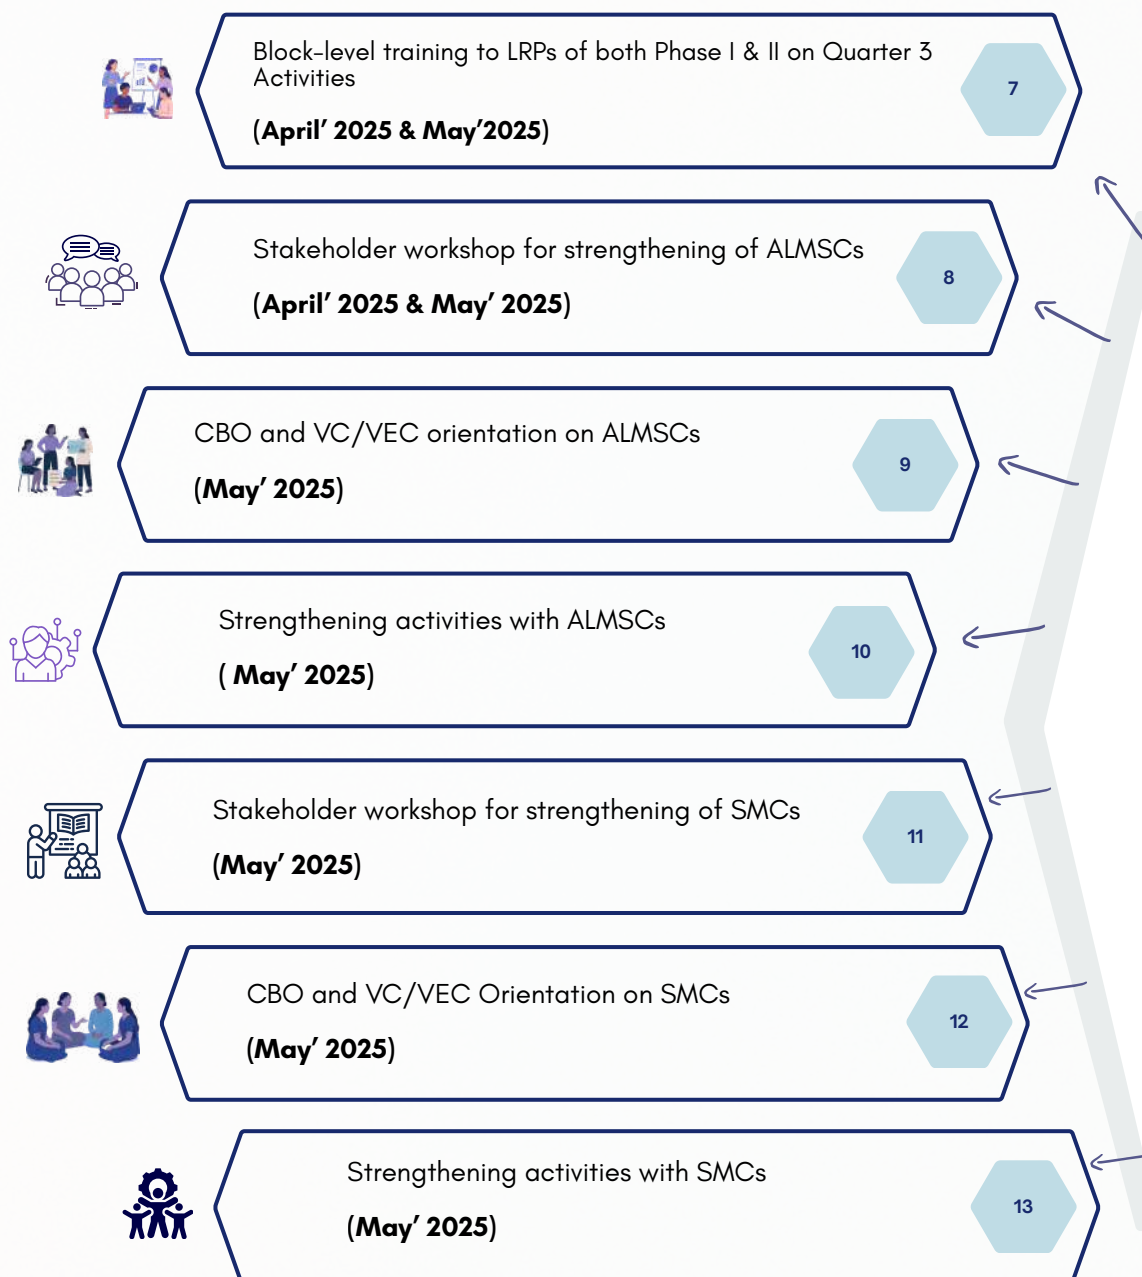 Block-level training to LRPs of both Phase I & II on Quarter 3
Activities
(April’ 2025 & May’2025)
7
Stakeholder workshop for strengthening of ALMSCs
(April’ 2025 & May’ 2025)
8
CBO and VC/VEC orientation on ALMSCs
(May’ 2025)
9
Strengthening activities with ALMSCs
( May’ 2025)
10
Stakeholder workshop for strengthening of SMCs
(May’ 2025)
11
CBO and VC/VEC Orientation on SMCs
(May’ 2025)
12
Strengthening activities with SMCs
(May’ 2025)
13